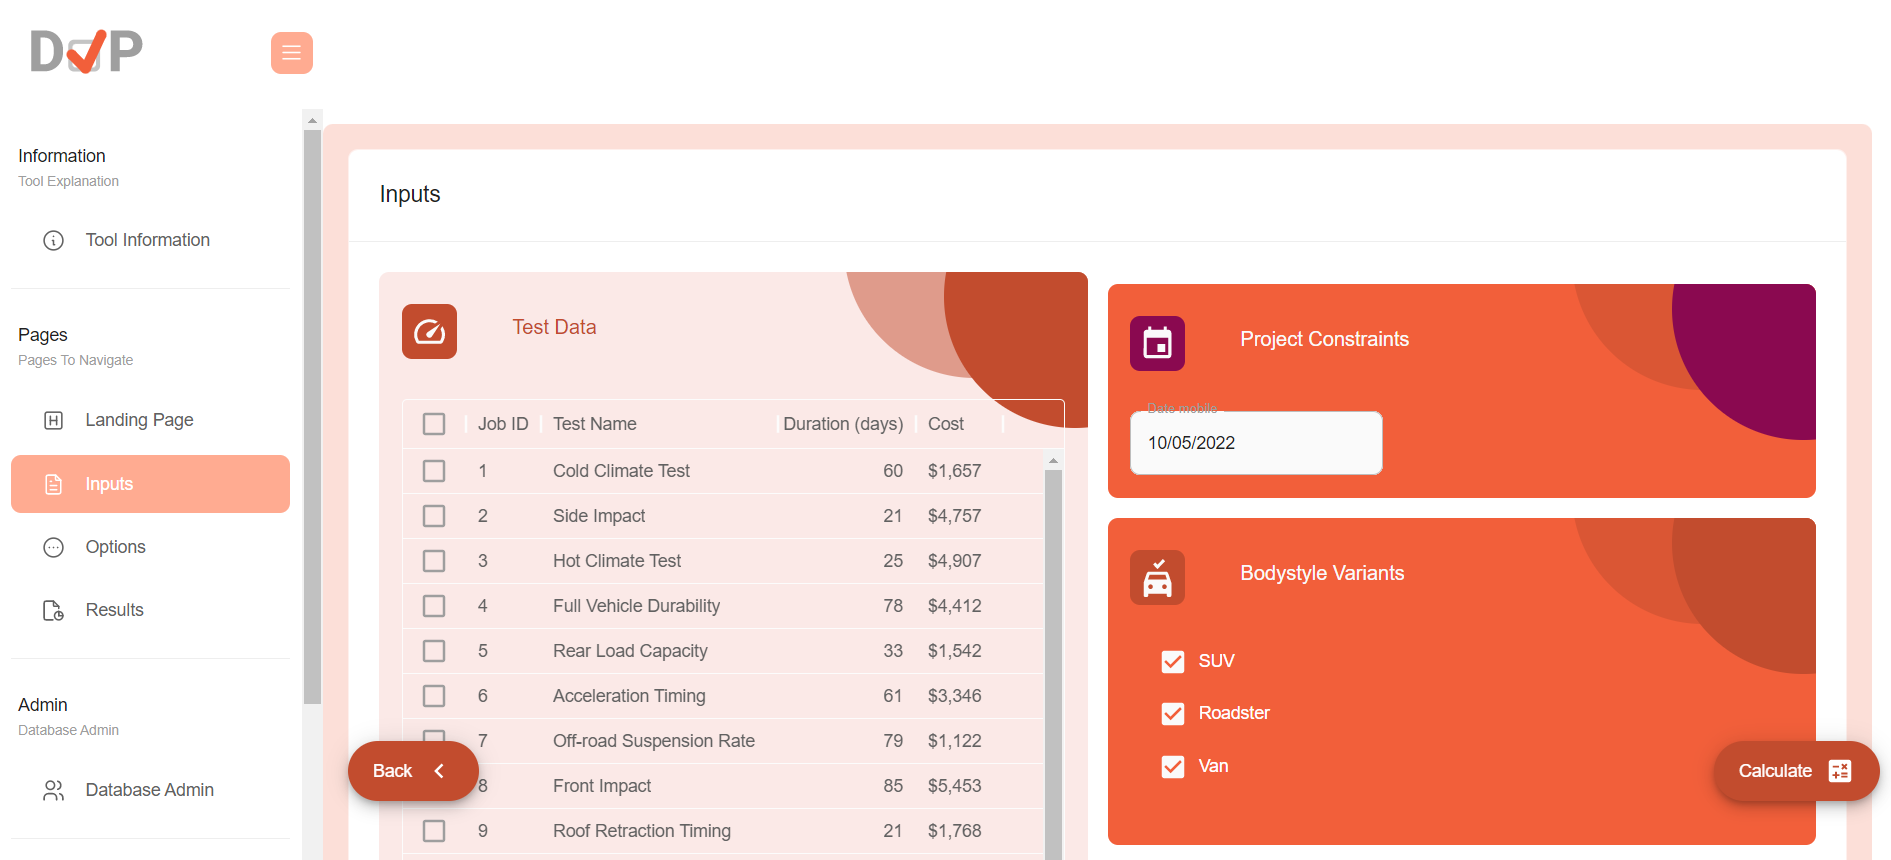 D P
Information
Tool Explanation
Tool Information
Pages
Pages To Navigate
Landing Page
Inputs
Options
Results
Admin
Database Admin
Database Admin
Inputs
Test Data
Job ID Test Name Duration (days) Cost
1 Cold Climate Test 60 $1,657
2 Side Impact 21 $4,757
3 Hot Climate Test 25 $4,907
4 Full Vehicle Durability 78 $4,412
5 Rear Load Capacity 33 $1,542
6 Acceleration Timing 61 $3,346
7 Off-road Suspension Rate 79 $1,122
8 Front Impact 85 $5,453
9 Roof Retraction Timing 21 $1,768
Back
Project Constraints
Date mobile
10/05/2022
Bodystyle Variants
SUV
Roadster
Van
Calculate